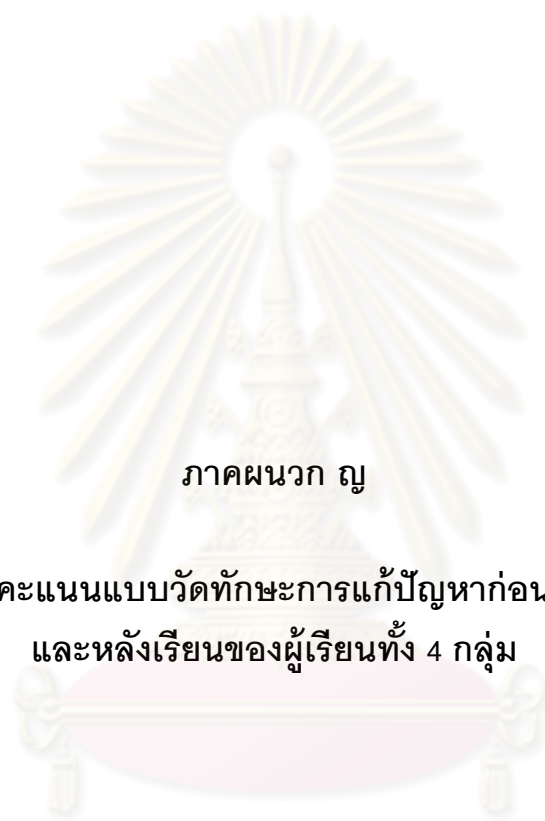 ภาคผนวก ญ
คะแนนแบบวัดทักษะการแก้ปัญหาก่อน
และหลังเรียนของผู้เรียนทั้ง 4 กลุ่ม